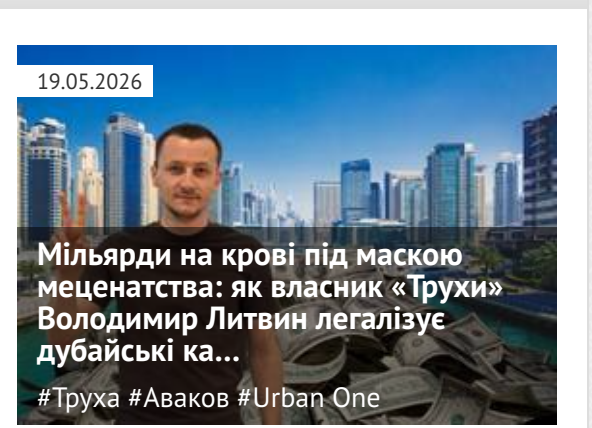 19.05.2026
Мільярди на крові під маскою
меценатства: як власник «Трухи»
Володимир Литвин легалізує
дубайські ка...
#Труха #Аваков #Urban One